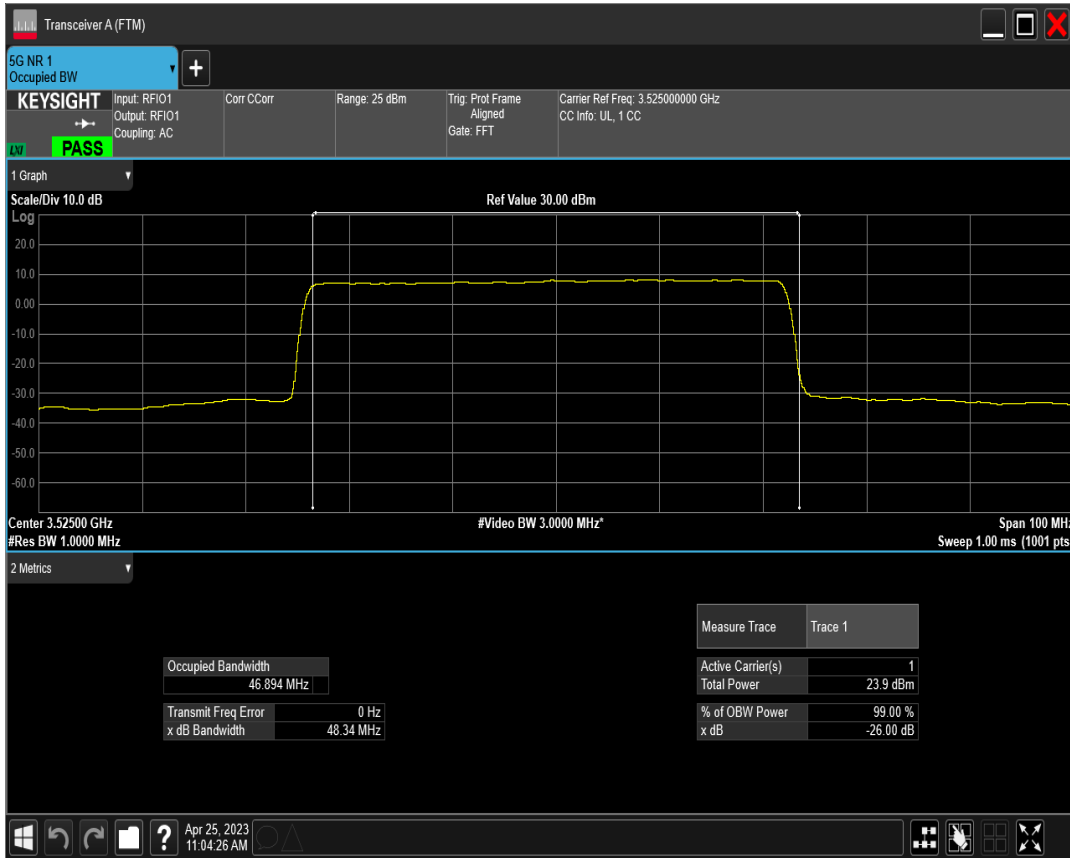 Transceiver A (FTM)
5G NR 1
Occupied BW
+
KEYSIGHT
LXI
PASS
Input: RFIO1
Output: RFIO1
Coupling: AC
Corr CCorr
Range: 25 dBm
Trig: Prot Frame
Aligned
Gate: FFT
Carrier Ref Freq: 3.525000000 GHz
CC Info: UL, 1 CC
1 Graph
Scale/Div 10.0 dB
Ref Value 30.00 dBm
Log
20.0
10.0
0.00
-10.0
-20.0
-30.0
-40.0
-50.0
-60.0
Center 3.52500 GHz
#Video BW 3.0000 MHz*
Span 100 MHz
#Res BW 1.0000 MHz
Sweep 1.00 ms (1001 pts
2 Metrics
Measure Trace Trace 1
Occupied Bandwidth
46.894 MHz
Active Carrier(s) 1
Total Power 23.9 dBm
Transmit Freq Error 0 Hz
x dB Bandwidth 48.34 MHz
% of OBW Power 99.00 %
x dB -26.00 dB
?
Apr 25, 2023
11:04:26 AM